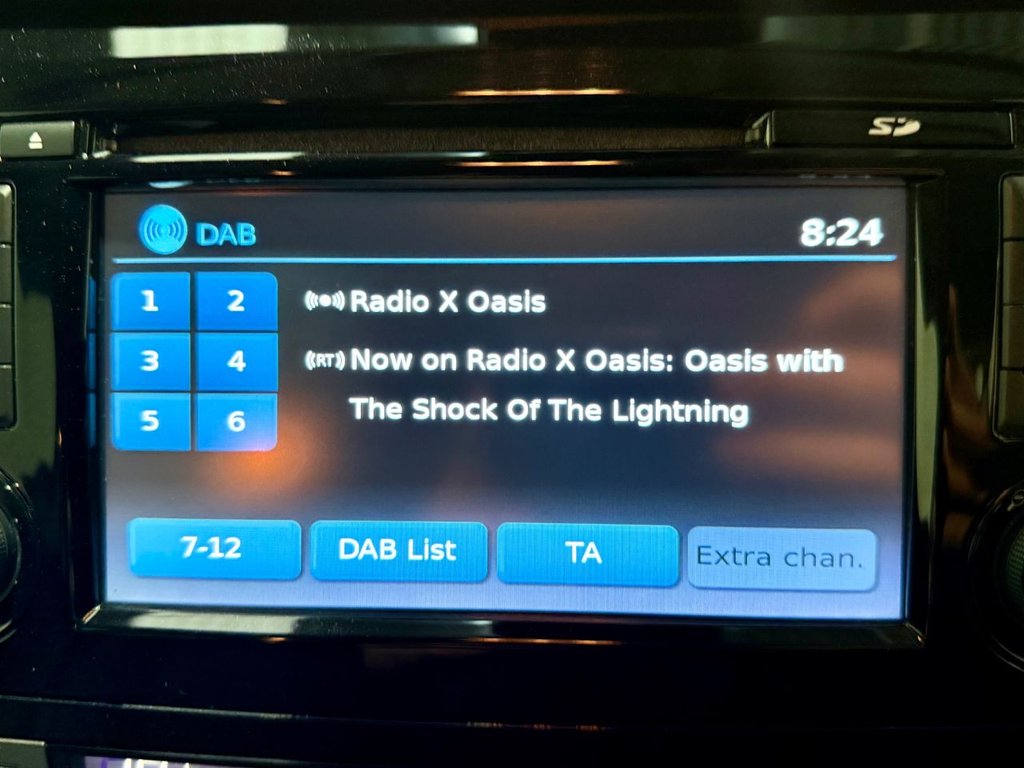 SD
DAB
8:24
1 2
((●)) Radio X Oasis
3 4
((RT)) Now on Radio X Oasis: Oasis with
The Shock Of The Lightning
5 6
7-12 DAB List TA Extra chan.